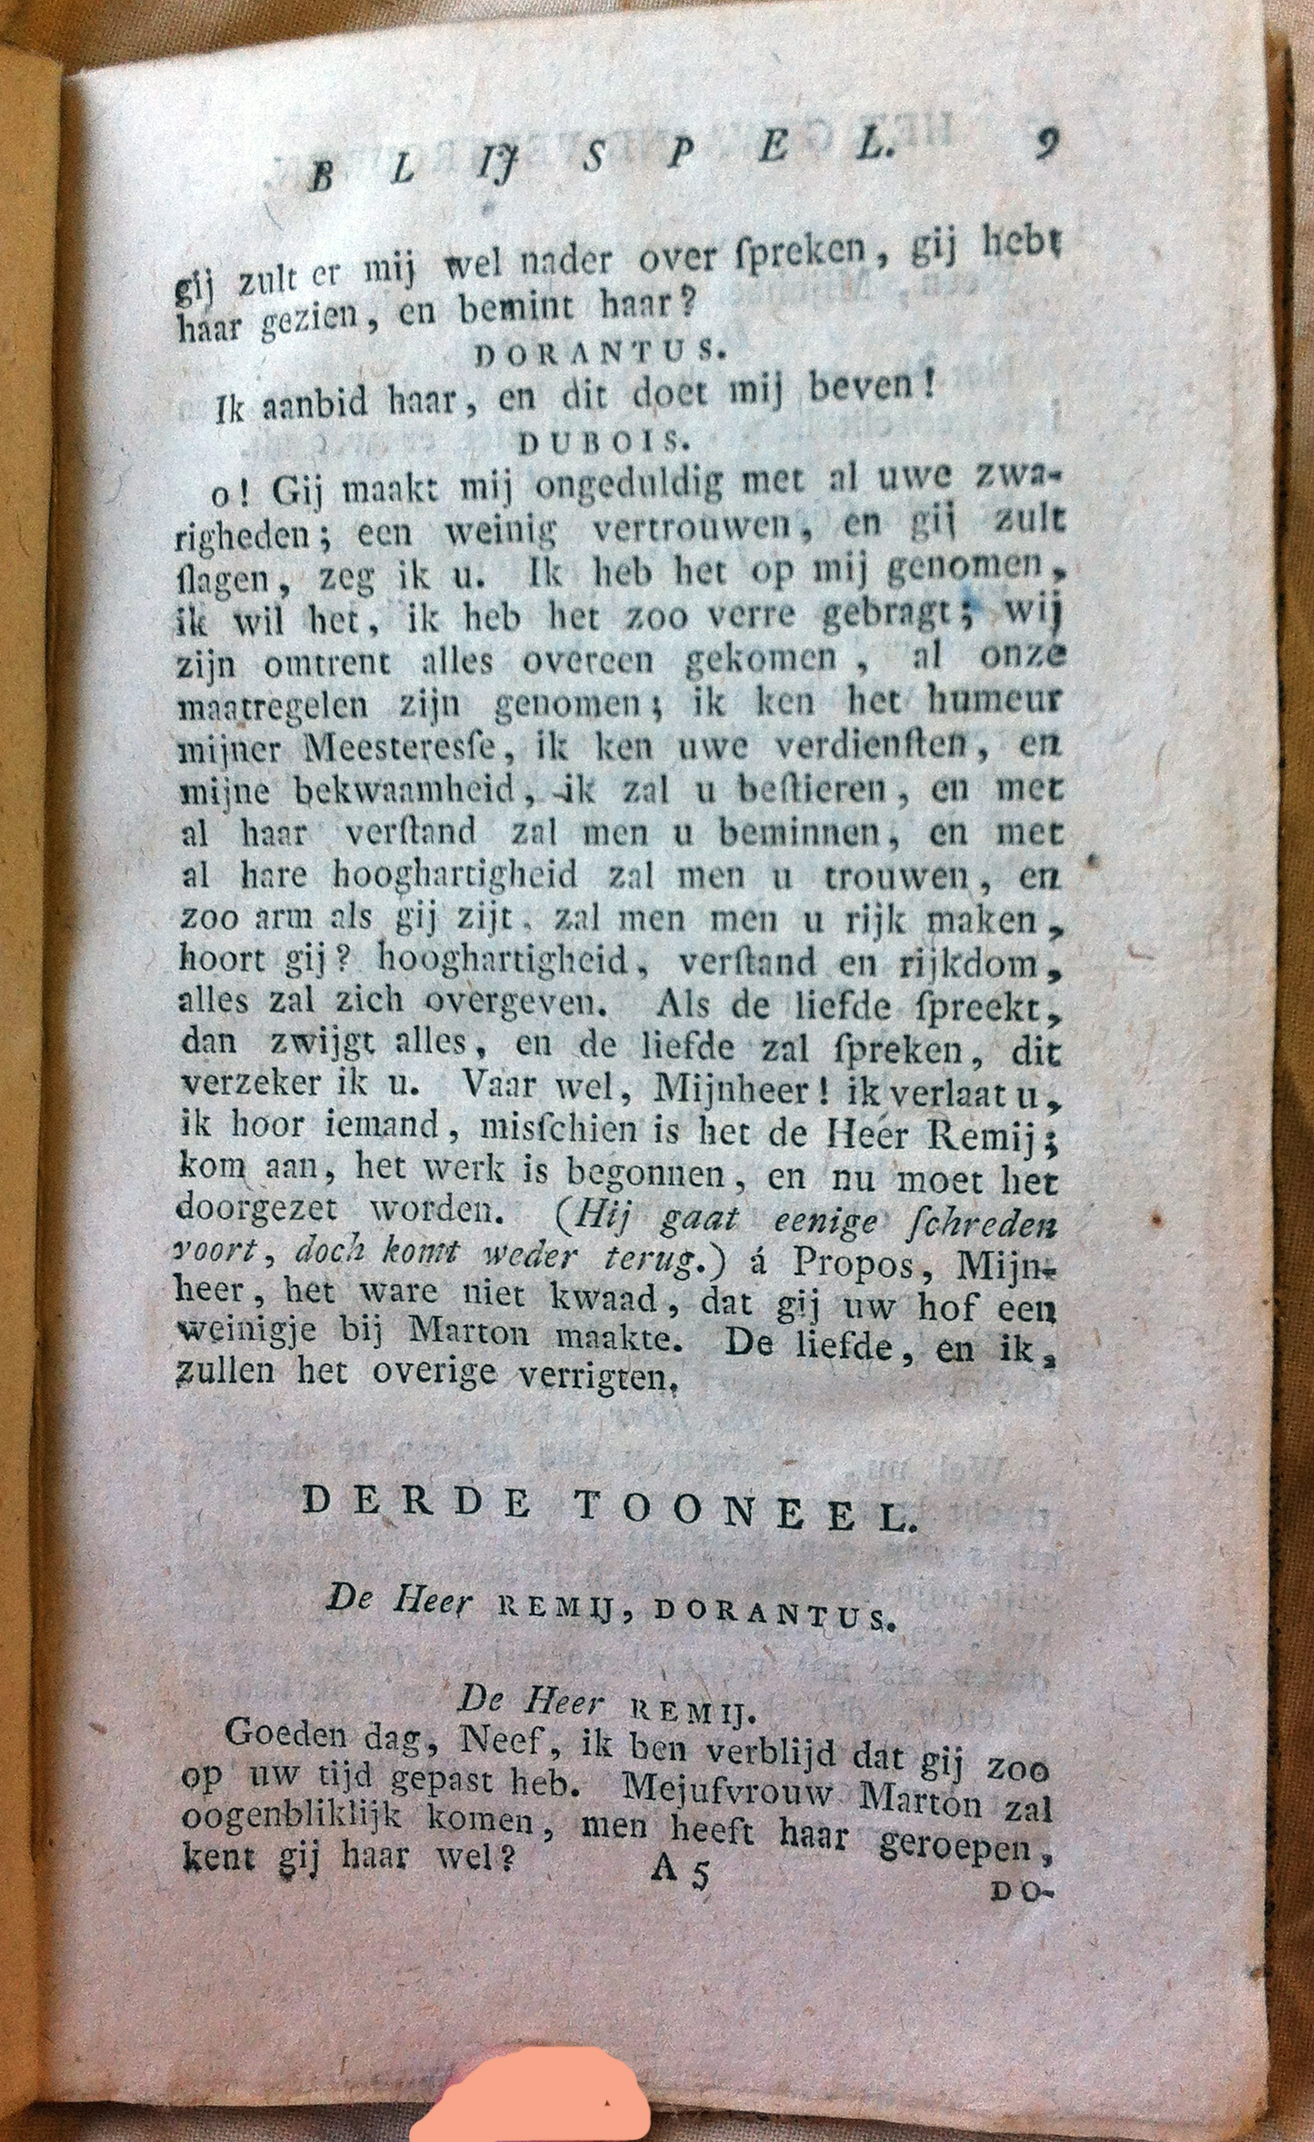 B L IJ S P E L. 9
gij zult er mij wel nader over ſpreken, gij hebt
haar gezien, en bemint haar?
DORANTUS.
Ik aanbid haar, en dit doet mij beven!
DUBOIS.
o! Gij maakt mij ongeduldig met al uwe zwa-
righeden; een weinig vertrouwen, en gij zult
ſlagen, zeg ik u. Ik heb het op mij genomen,
ik wil het, ik heb het zoo verre gebragt; wij
zijn omtrent alles overeen gekomen, al onze
maatregelen zijn genomen; ik ken het humeur
mijner Meesteresſe, ik ken uwe verdienſten, en
mijne bekwaamheid, ik zal u beſtieren, en met
al haar verſtand zal men u beminnen, en met
al hare hooghartigheid zal men u trouwen, en
zoo arm als gij zijt, zal men men u rijk maken,
hoort gij? hooghartigheid, verſtand en rijkdom,
alles zal zich overgeven. Als de liefde ſpreekt,
dan zwijgt alles, en de liefde zal ſpreken, dit
verzeker ik u. Vaar wel, Mijnheer! ik verlaat u,
ik hoor iemand, misſchien is het de Heer Remij;
kom aan, het werk is begonnen, en nu moet het
doorgezet worden. (Hij gaat eenige ſchreden
voort, doch komt weder terug.) á Propos, Mijn-
heer, het ware niet kwaad, dat gij uw hof een
weinigje bij Marton maakte. De liefde, en ik,
zullen het overige verrigten.
DERDE TOONEEL.
De Heer REMIJ, DORANTUS.
De Heer REMIJ.
Goeden dag, Neef, ik ben verblijd dat gij zoo
op uw tijd gepast heb. Mejufvrouw Marton zal
oogenbliklijk komen, men heeft haar geroepen,
kent gij haar wel?
A 5
DO-